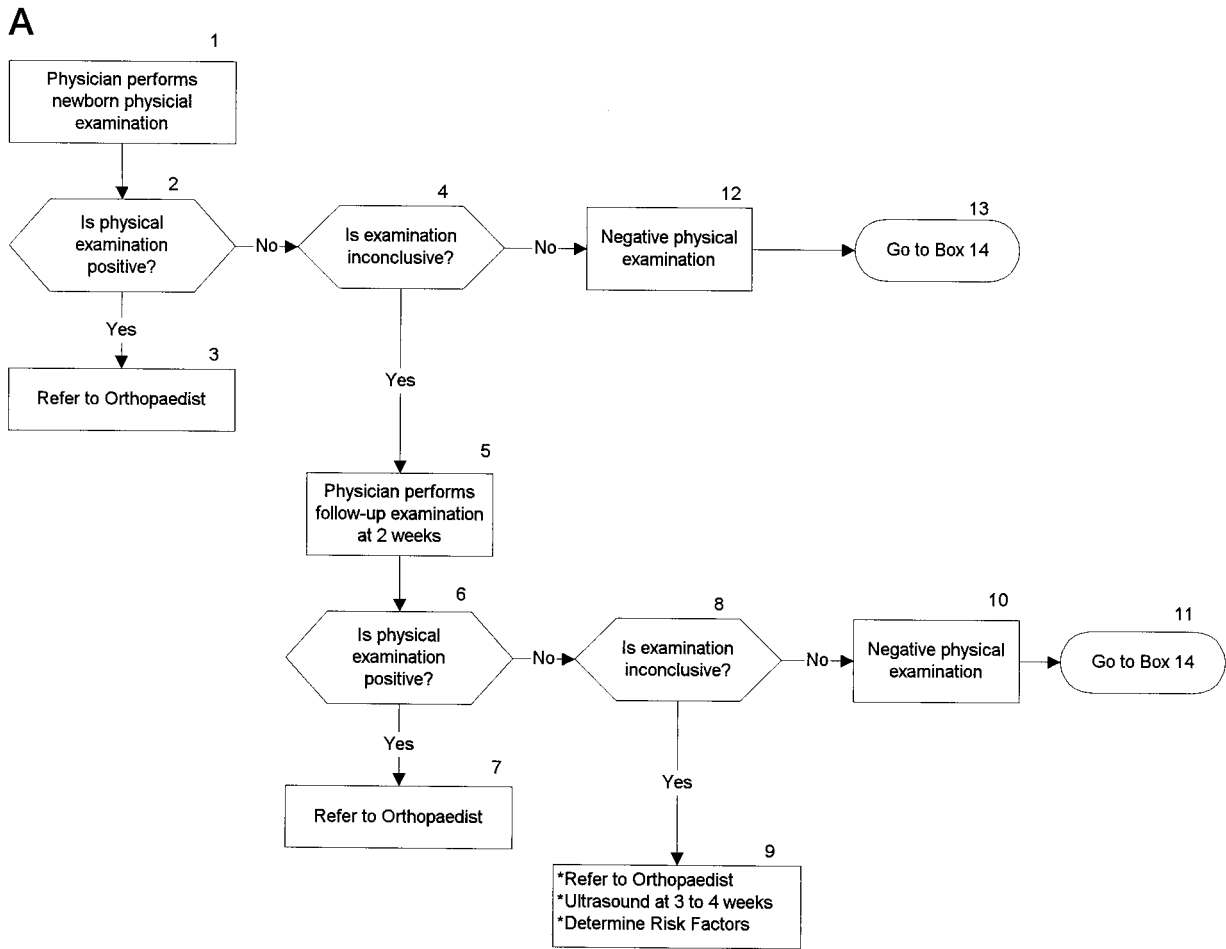 A
1
Physician performs
newborn physicial
examination
2
Is physical
examination
positive?
No
4
Is examination
inconclusive?
No
12
Negative physical
examination
13
Go to Box 14
Yes
3
Refer to Orthopaedist
Yes
5
Physician performs
follow-up examination
at 2 weeks
6
Is physical
examination
positive?
No
8
Is examination
inconclusive?
No
10
Negative physical
examination
11
Go to Box 14
Yes
7
Refer to Orthopaedist
Yes
9
*Refer to Orthopaedist
*Ultrasound at 3 to 4 weeks
*Determine Risk Factors